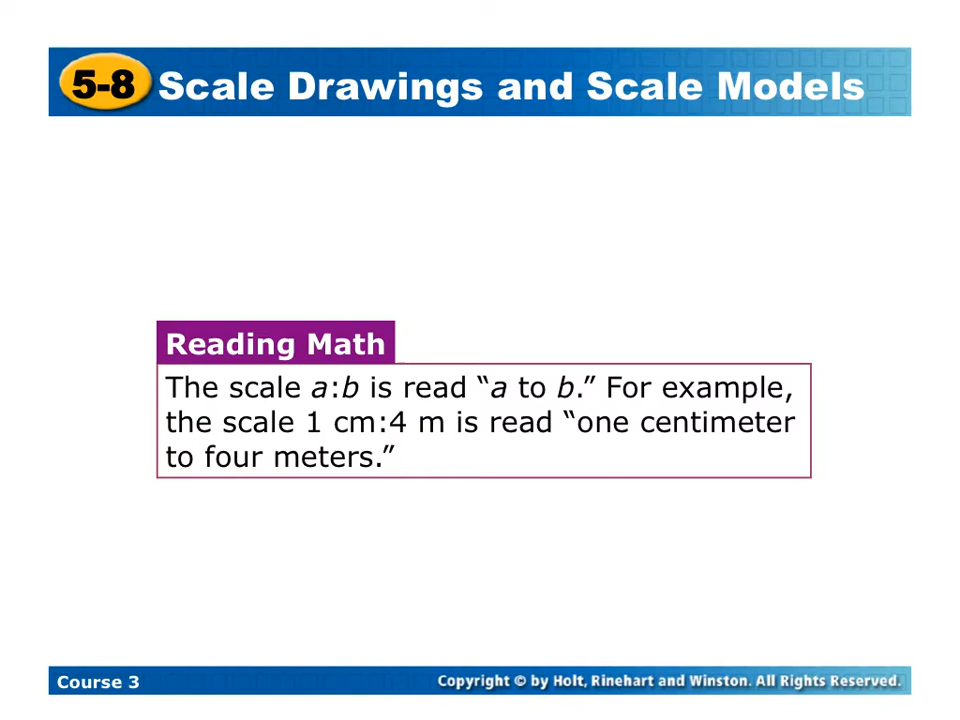 5-8 Scale Drawings and Scale Models
Reading Math
The scale a:b is read “a to b.” For example,
the scale 1 cm:4 m is read “one centimeter
to four meters.”
Course 3
Copyright © by Holt, Rinehart and Winston. All Rights Reserved.